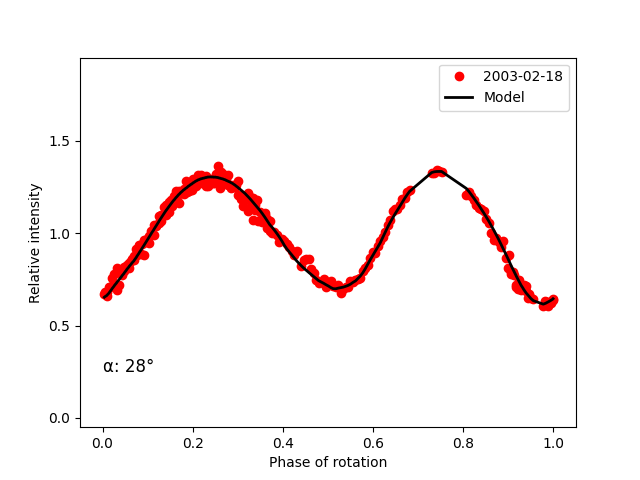 2003-02-18
Model
1.5
1.0
0.5
0.0
Relative intensity
α: 28°
0.0 0.2 0.4 0.6 0.8 1.0
Phase of rotation